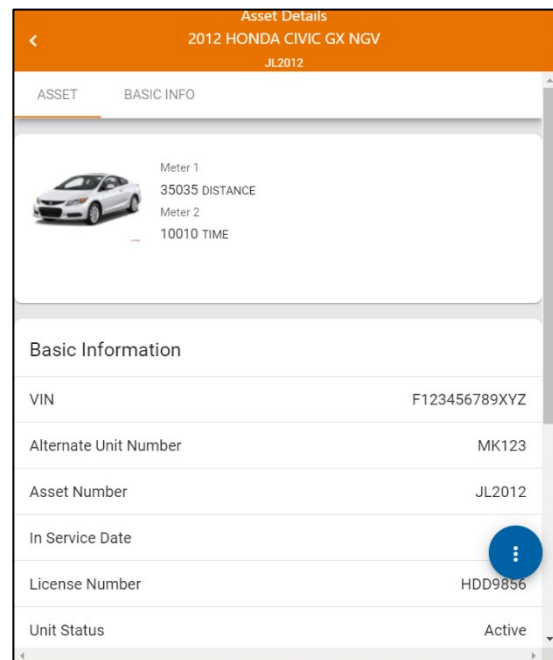 Asset Details
2012 HONDA CIVIC GX NGV
JL2012
ASSET BASIC INFO
Meter 1
35035 DISTANCE
Meter 2
10010 TIME
Basic Information
VIN F123456789XYZ
Alternate Unit Number MK123
Asset Number JL2012
In Service Date
License Number HDD9856
Unit Status Active